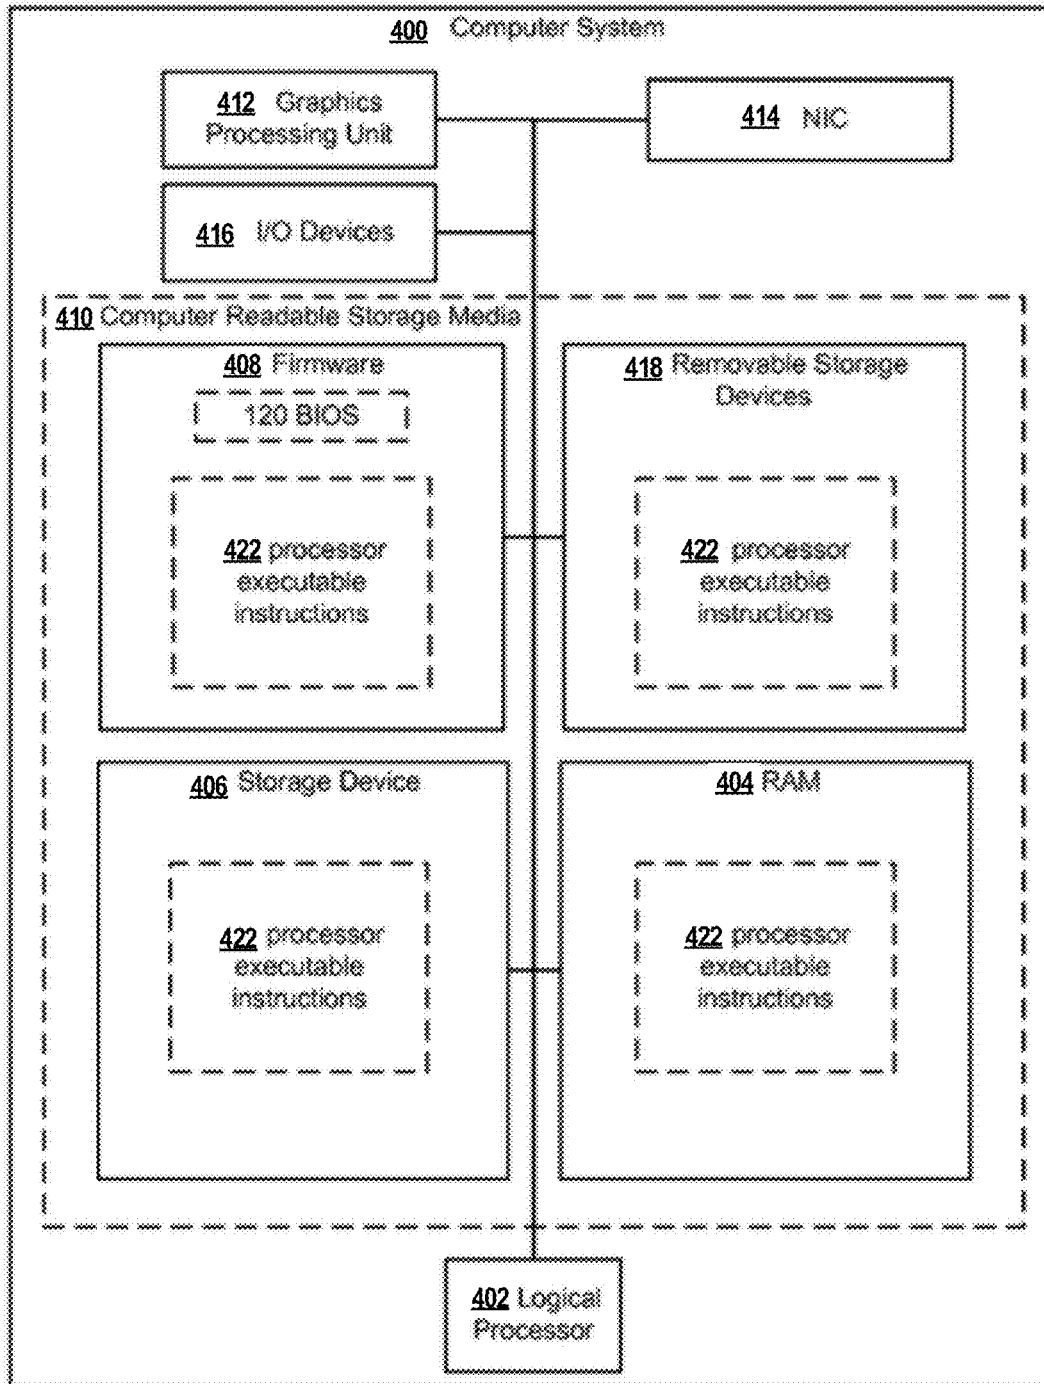 400 Computer System
412 Graphics
Processing Unit
414 NIC
416 I/O Devices
410 Computer Readable Storage Media
408 Firmware
120 BIOS
422 processor
executable
instructions
418 Removable Storage
Devices
422 processor
executable
instructions
406 Storage Device
422 processor
executable
instructions
404 RAM
422 processor
executable
instructions
402 Logical
Processor